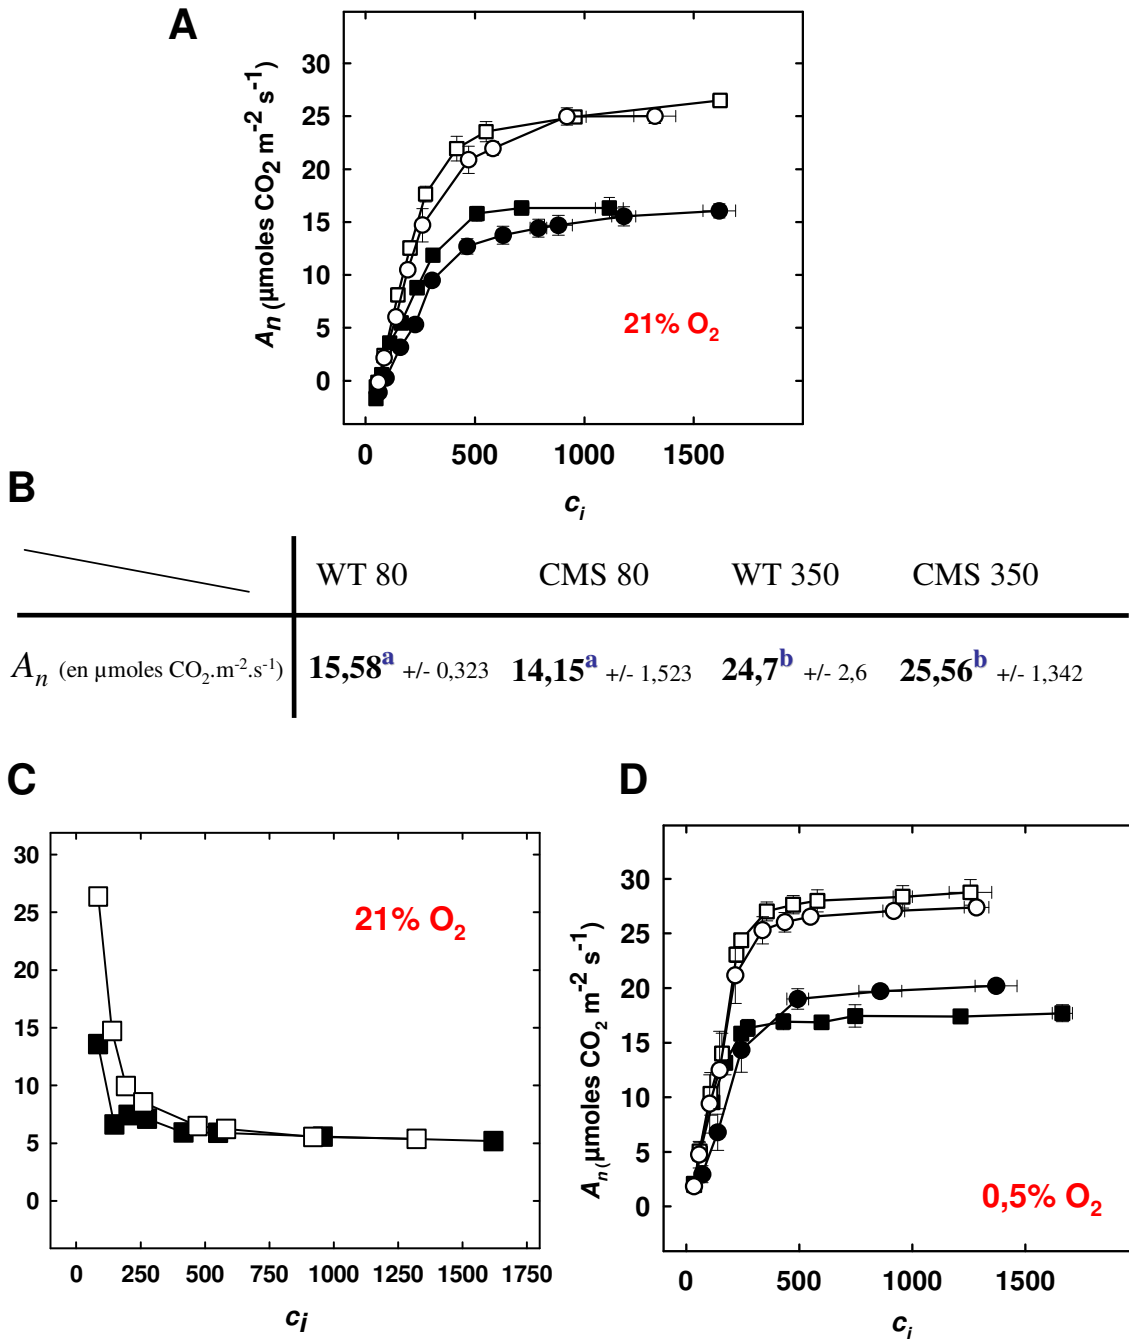 A
30
25
20
15
10
5
0
An (µmoles CO2 m-2 s-1)
21% O2
0 500 1000 1500
ci
B
WT 80 CMS 80 WT 350 CMS 350
An (en µmoles CO2.m-2.s-1) 15,58a +/- 0,323 14,15a +/- 1,523 24,7b +/- 2,6 25,56b +/- 1,342
C
30
25
20
15
10
5
0
21% O2
0 250 500 750 1000 1250 1500 1750
ci
D
30
25
20
15
10
5
0
An (µmoles CO2 m-2 s-1)
0,5% O2
0 500 1000 1500
ci